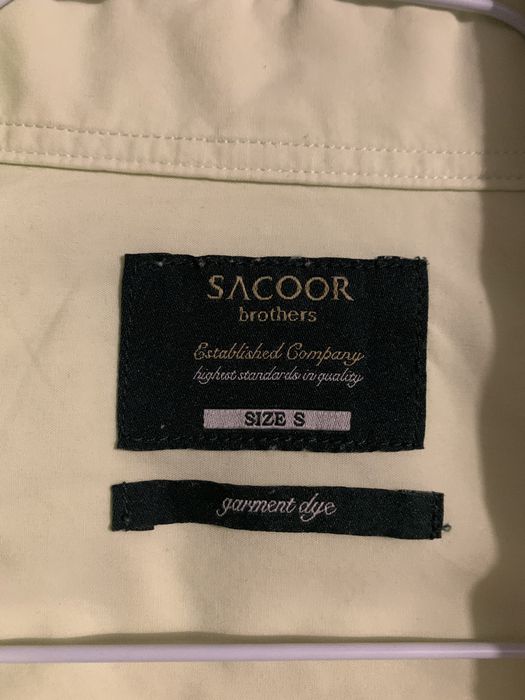 SACOOR
brothers
Established Company
highest standards in quality
SIZE S
garment dye